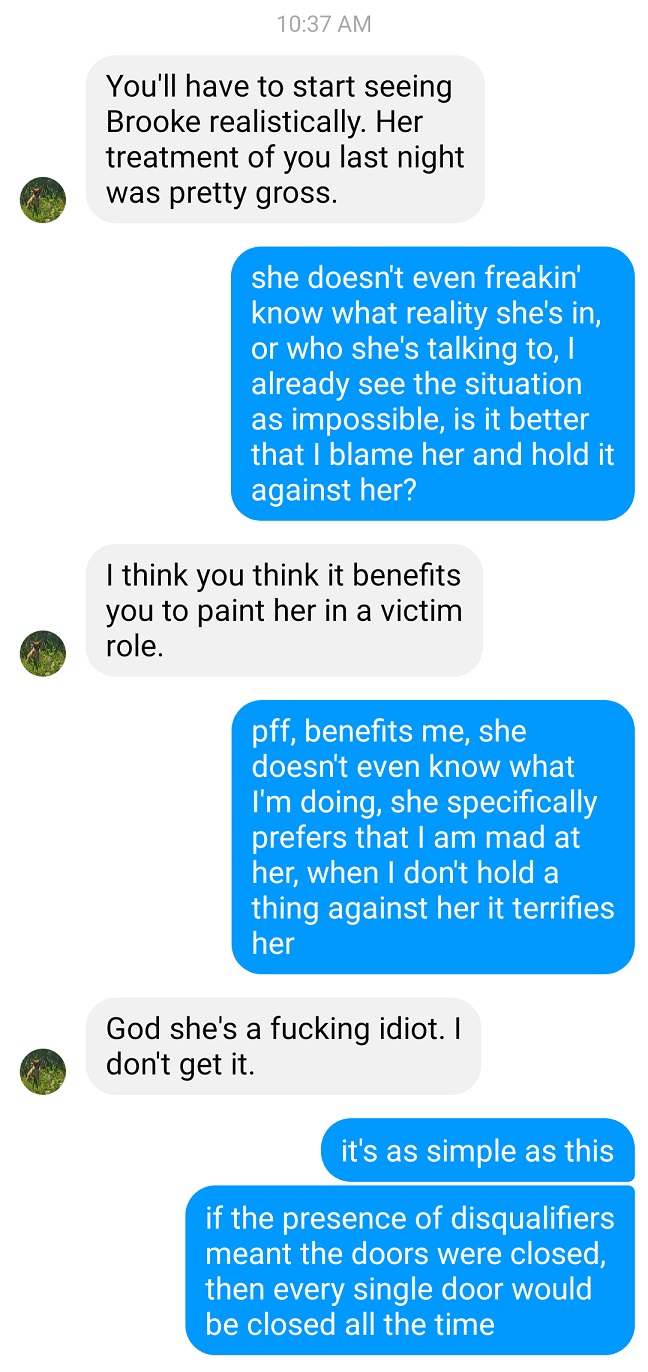 10:37 AM
You'll have to start seeing
Brooke realistically. Her
treatment of you last night
was pretty gross.
she doesn't even freakin'
know what reality she's in,
or who she's talking to, I
already see the situation
as impossible, is it better
that I blame her and hold it
against her?
I think you think it benefits
you to paint her in a victim
role.
pff, benefits me, she
doesn't even know what
I'm doing, she specifically
prefers that I am mad at
her, when I don't hold a
thing against her it terrifies
her
God she's a fucking idiot. I
don't get it.
it's as simple as this
if the presence of disqualifiers
meant the doors were closed,
then every single door would
be closed all the time